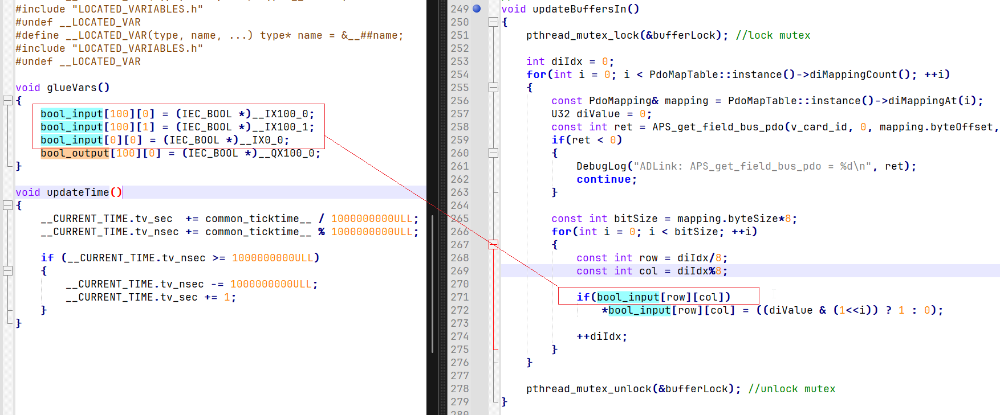 #include "LOCATED_VARIABLES.h"
#undef __LOCATED_VAR
#define __LOCATED_VAR(type, name, ...) type* name = &__##name;
#include "LOCATED_VARIABLES.h"
#undef __LOCATED_VAR
void glueVars()
{
bool_input[100][0] = (IEC_BOOL *)__IX100_0;
bool_input[100][1] = (IEC_BOOL *)__IX100_1;
bool_input[0][0] = (IEC_BOOL *)__IX0_0;
bool_output[100][0] = (IEC_BOOL *)__QX100_0;
}
void updateTime()
{
__CURRENT_TIME.tv_sec  += common_ticktime__ / 1000000000ULL;
__CURRENT_TIME.tv_nsec += common_ticktime__ % 1000000000ULL;
if (__CURRENT_TIME.tv_nsec >= 1000000000ULL)
{
__CURRENT_TIME.tv_nsec -= 1000000000ULL;
__CURRENT_TIME.tv_sec += 1;
}
}
249 void updateBuffersIn()
250 {
251 pthread_mutex_lock(&bufferLock); //lock mutex
252
253 int diIdx = 0;
254 for(int i = 0; i < PdoMapTable::instance()->diMappingCount(); ++i)
255 {
256 const PdoMapping& mapping = PdoMapTable::instance()->diMappingAt(i);
257 U32 diValue = 0;
258 const int ret = APS_get_field_bus_pdo(v_card_id, 0, mapping.byteOffset,
259 if(ret < 0)
260 {
261 DebugLog("ADLink: APS_get_field_bus_pdo = %d\n", ret);
262 continue;
263 }
264
265 const int bitSize = mapping.byteSize*8;
266 for(int i = 0; i < bitSize; ++i)
267 {
268 const int row = diIdx/8;
269 const int col = diIdx%8;
270
271 if(bool_input[row][col])
272 *bool_input[row][col] = ((diValue & (1<<i)) ? 1 : 0);
273
274 ++diIdx;
275 }
276 }
277
278 pthread_mutex_unlock(&bufferLock); //unlock mutex
279 }